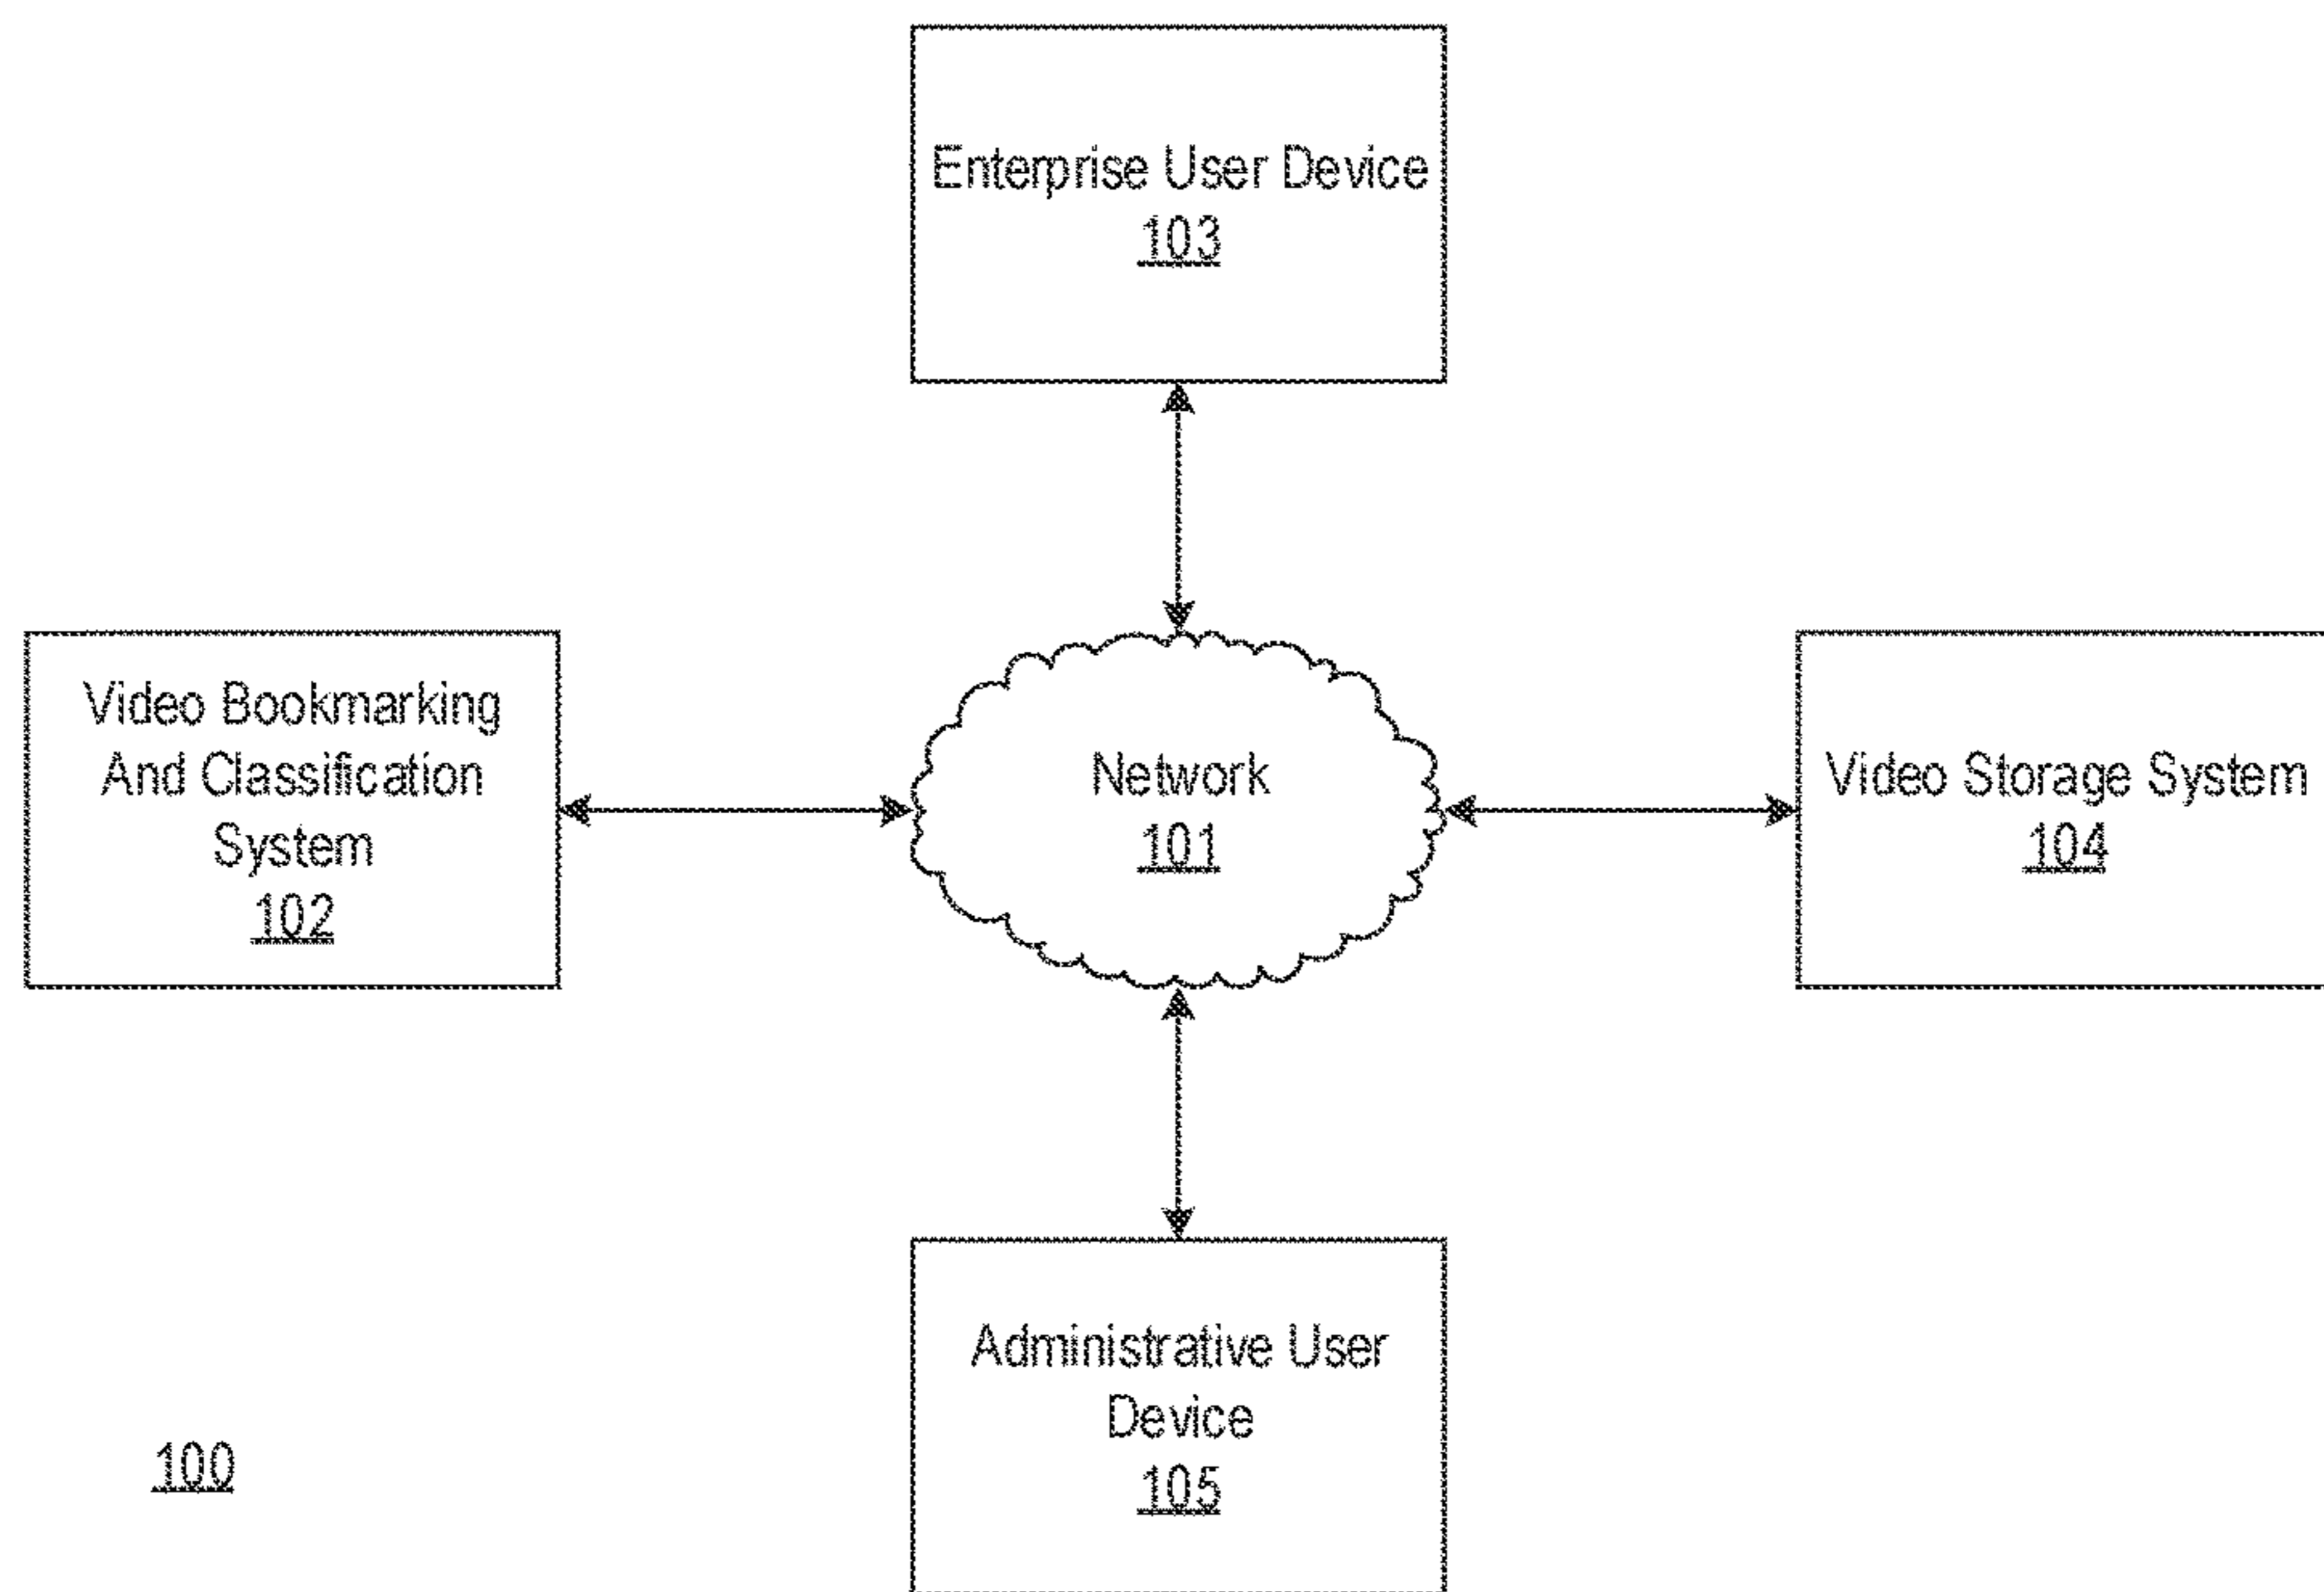 Enterprise User Device
103
Video Bookmarking
And Classification
System
102
Network
101
Video Storage System
104
Administrative User
Device
105
100